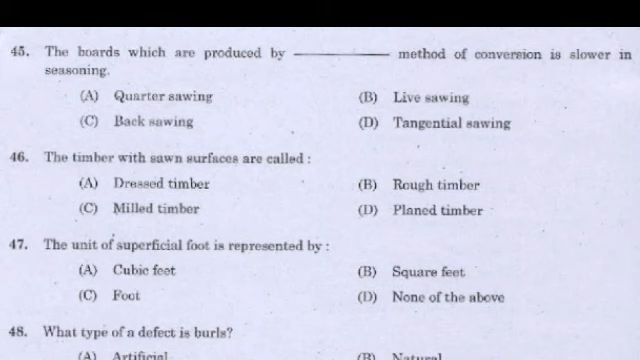 45. The boards which are produced by ———————— method of conversion is slower in
seasoning.
(A) Quarter sawing (B) Live sawing
(C) Back sawing (D) Tangential sawing
46. The timber with sawn surfaces are called :
(A) Dressed timber (B) Rough timber
(C) Milled timber (D) Planed timber
47. The unit of superficial foot is represented by :
(A) Cubic feet (B) Square feet
(C) Foot (D) None of the above
48. What type of a defect is burls?
(A) Artificial (B) Natural